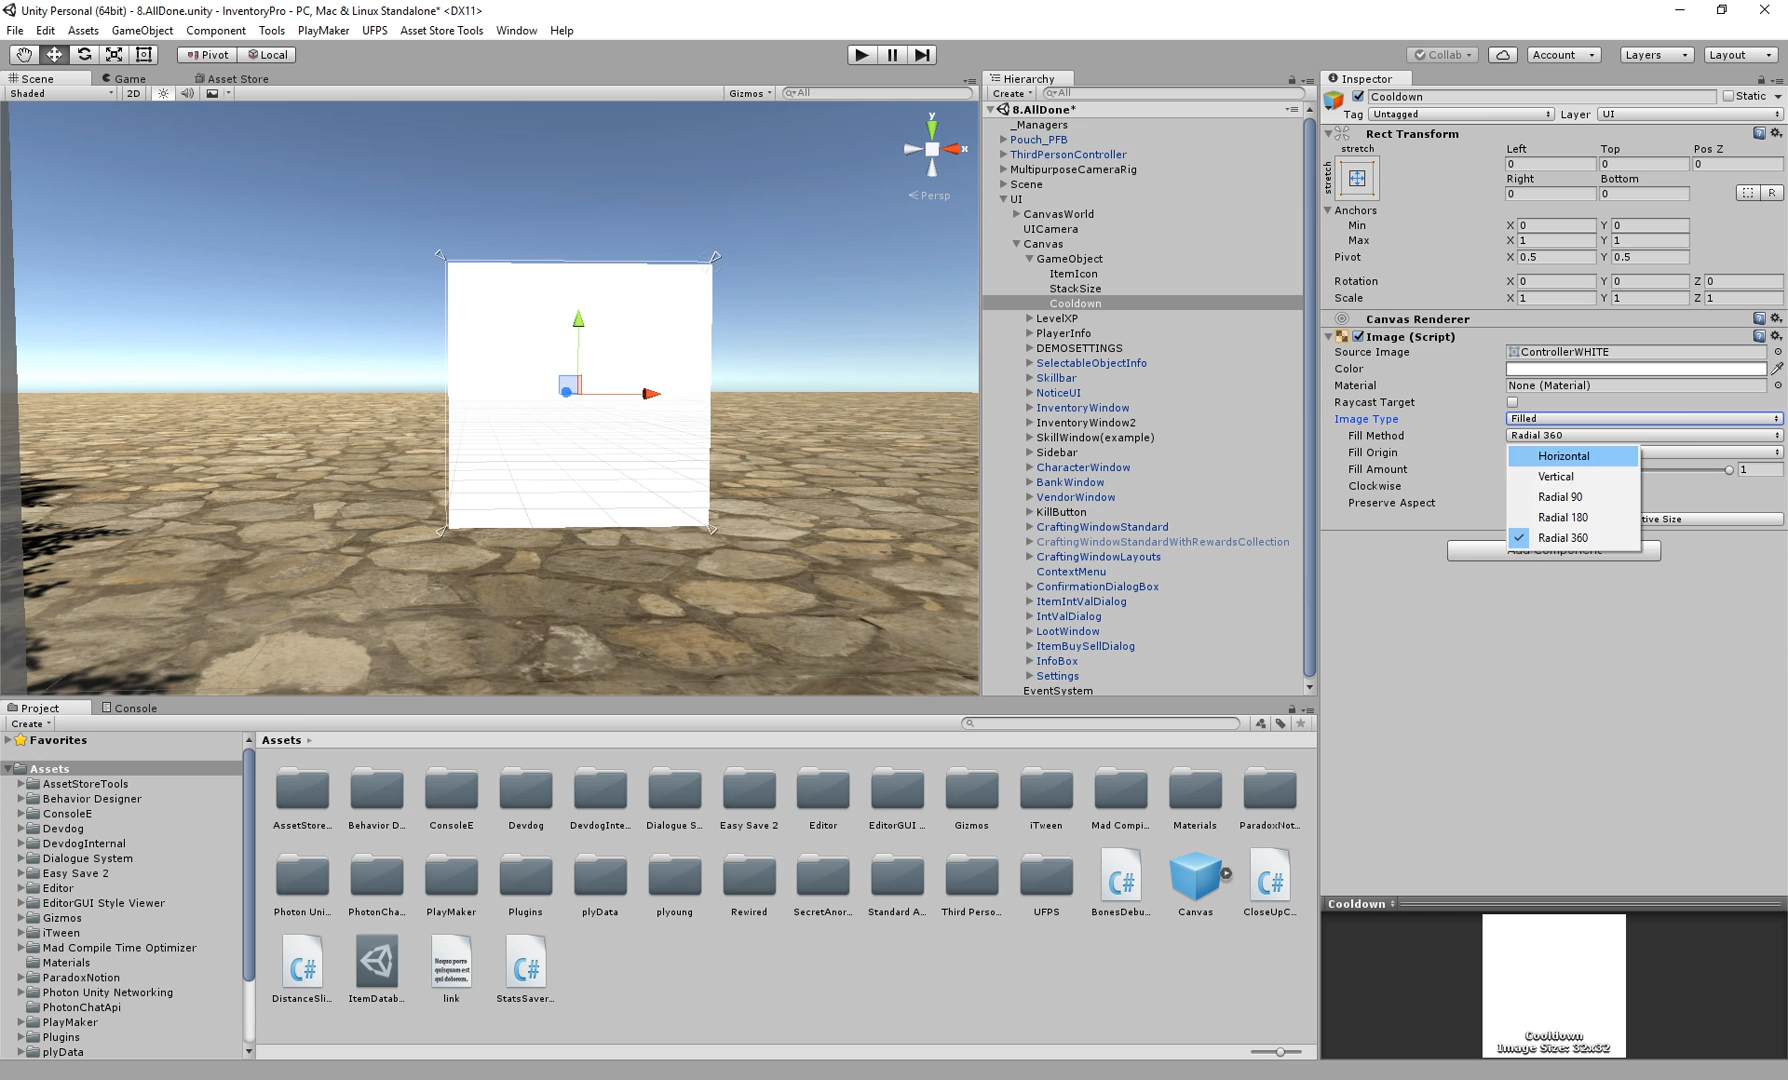 Unity Personal (64bit) - 8.AllDone.unity - InventoryPro - PC, Mac & Linux Standalone* <DX11>
File Edit Assets GameObject Component Tools PlayMaker UFPS Asset Store Tools Window Help
Pivot Local Collab Account Layers Layout
Scene Game Asset Store
Shaded 2D Gizmos All
y
x
Persp
Hierarchy
Create All
8.AllDone*
_Managers
Pouch_PFB
ThirdPersonController
MultipurposeCameraRig
Scene
UI
CanvasWorld
UICamera
Canvas
GameObject
ItemIcon
StackSize
Cooldown
LevelXP
PlayerInfo
DEMOSETTINGS
SelectableObjectInfo
Skillbar
NoticeUI
InventoryWindow
InventoryWindow2
SkillWindow(example)
Sidebar
CharacterWindow
BankWindow
VendorWindow
KillButton
CraftingWindowStandard
CraftingWindowStandardWithRewardsCollection
CraftingWindowLayouts
ContextMenu
ConfirmationDialogBox
ItemIntValDialog
IntValDialog
LootWindow
ItemBuySellDialog
InfoBox
Settings
EventSystem
Inspector
Cooldown Static
Tag Untagged Layer UI
Rect Transform
stretch Left Top Pos Z
stretch 0 0 0
Right Bottom
0 0 R
Anchors
Min X 0 Y 0
Max X 1 Y 1
Pivot X 0.5 Y 0.5
Rotation X 0 Y 0 Z 0
Scale X 1 Y 1 Z 1
Canvas Renderer
Image (Script)
Source Image ControllerWHITE
Color
Material None (Material)
Raycast Target
Image Type Filled
Fill Method Radial 360
Fill Origin
Fill Amount 1
Clockwise
Preserve Aspect
Horizontal
Vertical
Radial 90
Radial 180
Radial 360
tive Size
Add Component
Project Console
Create
Favorites
Assets
AssetStoreTools
Behavior Designer
ConsoleE
Devdog
DevdogInternal
Dialogue System
Easy Save 2
Editor
EditorGUI Style Viewer
Gizmos
iTween
Mad Compile Time Optimizer
Materials
ParadoxNotion
Photon Unity Networking
PhotonChatApi
PlayMaker
Plugins
plyData
Assets
AssetStore... Behavior D... ConsoleE Devdog DevdogInte... Dialogue S... Easy Save 2 Editor EditorGUI ... Gizmos iTween Mad Compi... Materials ParadoxNot...
C# C#
Photon Uni... PhotonCha... PlayMaker Plugins plyData plyoung Rewired SecretAnor... Standard A... Third Perso... UFPS BonesDebu... Canvas CloseUpC...
C# Neque porro quisquam est qui dolorem. C#
DistanceSli... ItemDatab... link StatsSaver...
Cooldown
Cooldown
Image Size: 32x32